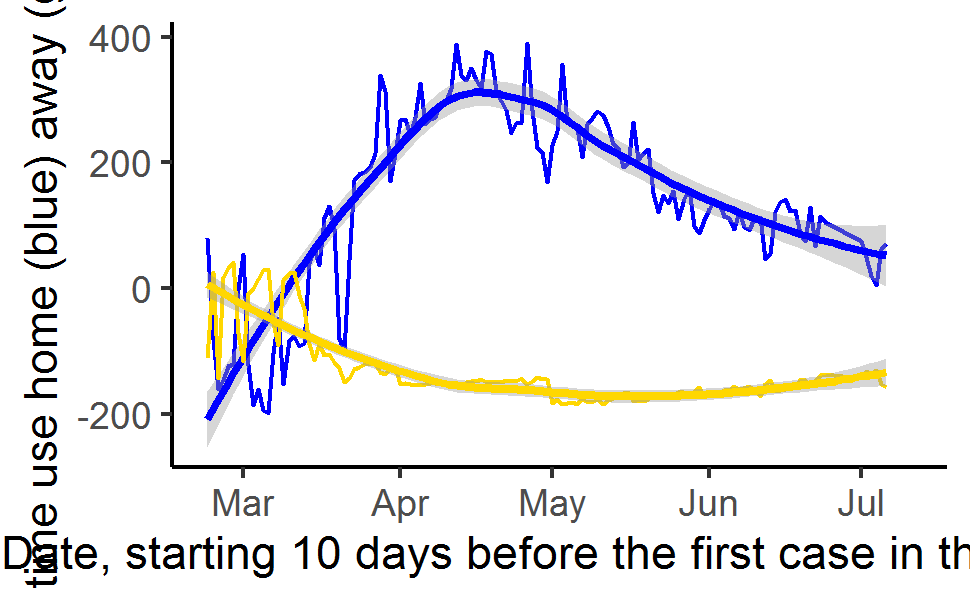 time use home (blue) away (
400
200
0
-200
Mar Apr May Jun Jul
Date, starting 10 days before the first case in th